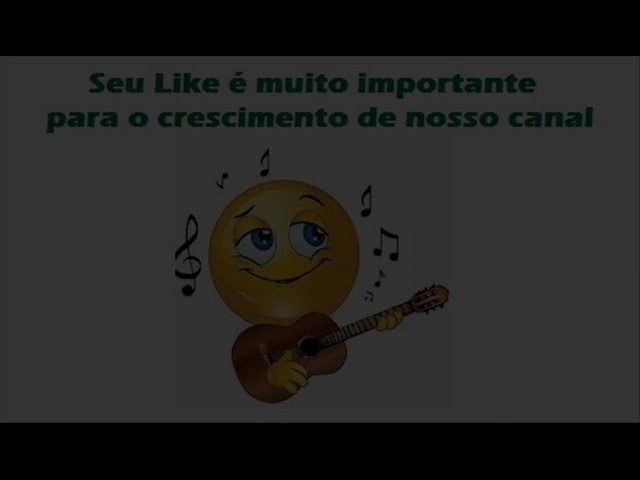 Seu Like é muito importante
para o crescimento de nosso canal